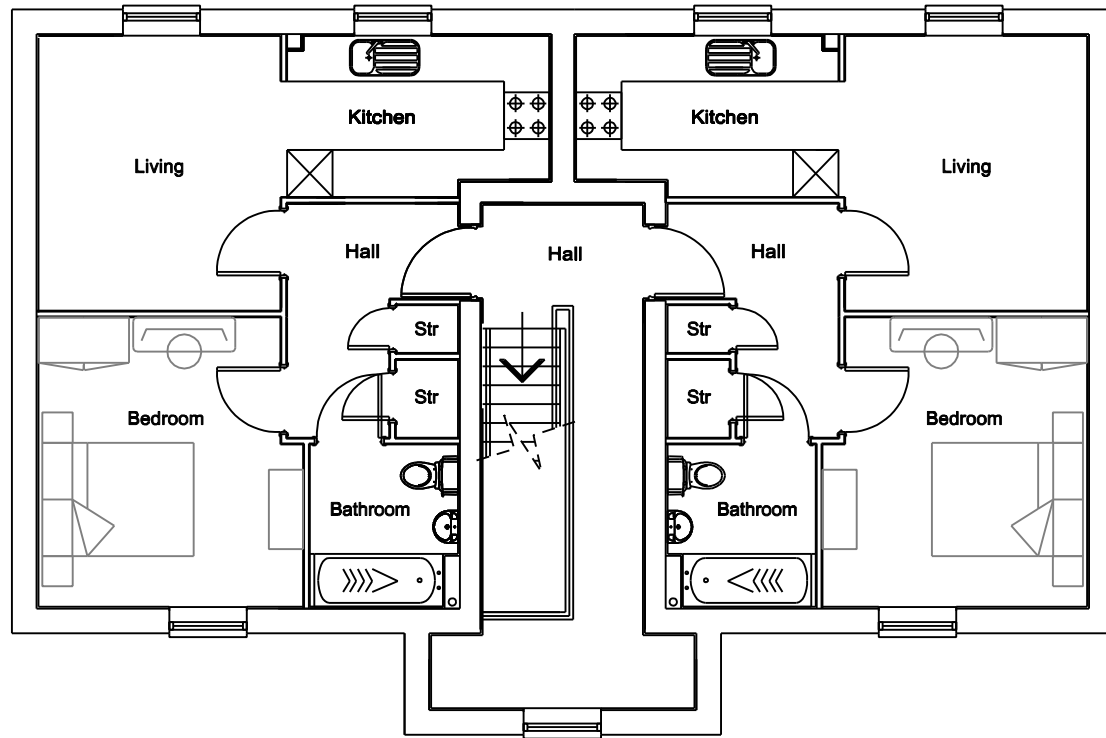 Kitchen
Kitchen
Living
Living
Hall
Hall
Hall
Str
Str
Str
Str
Bedroom
Bedroom
Bathroom
Bathroom